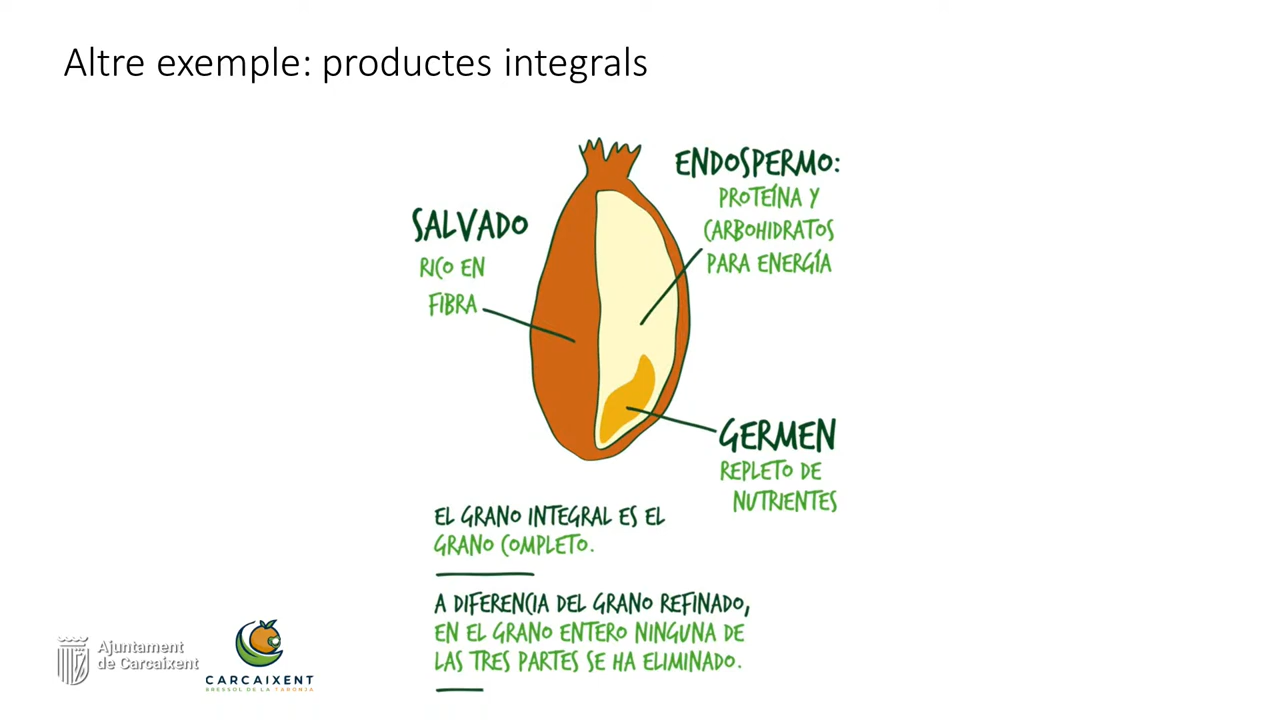 Altre exemple: productes integrals
SALVADO
RICO EN
FIBRA
ENDOSPERMO:
PROTEÍNA Y
CARBOHIDRATOS
PARA ENERGÍA
GERMEN
REPLETO DE
NUTRIENTES
EL GRANO INTEGRAL ES EL
GRANO COMPLETO.
A DIFERENCIA DEL GRANO REFINADO,
EN EL GRANO ENTERO NINGUNA DE
LAS TRES PARTES SE HA ELIMINADO.
Ajuntament
de Carcaixent
CARCAIXENT
BRESSOL DE LA TARONJA